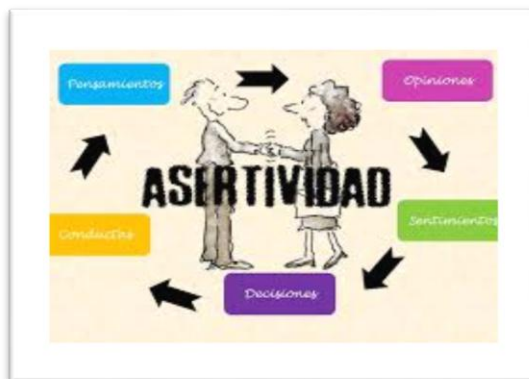 Pensamientos
Opiniones
ASERTIVIDAD
Conductas
Sentimientos
Decisiones